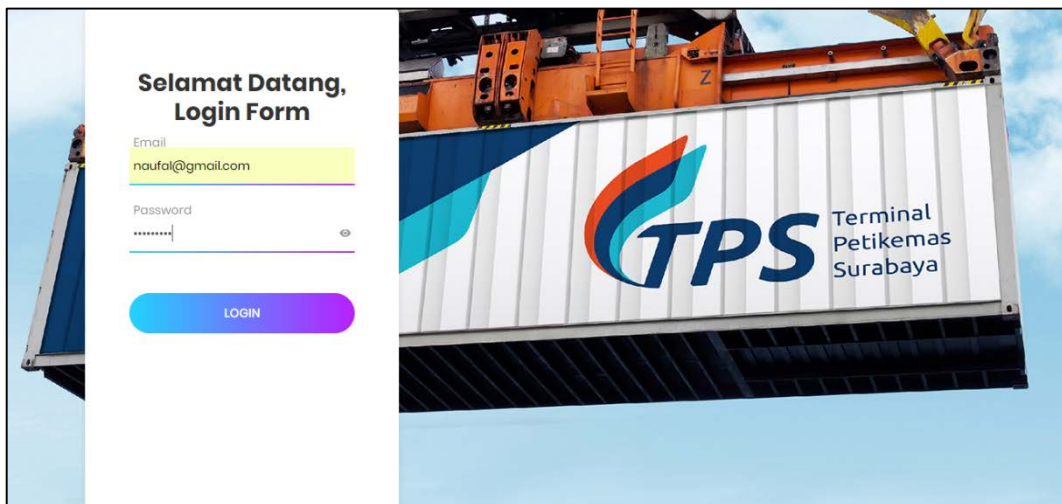 Selamat Datang,
Login Form
Email
naufal@gmail.com
Password
•••••••••
LOGIN
Z
TPS
Terminal
Petikemas
Surabaya